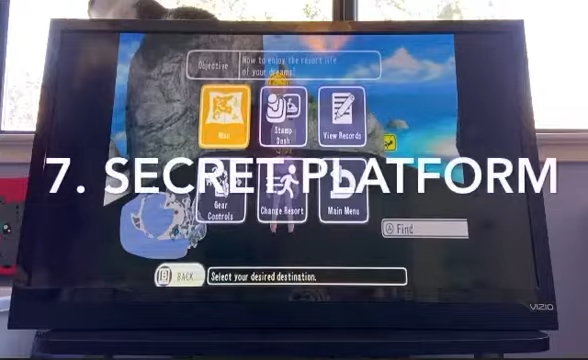 Objective
Now to enjoy the resort life
of your dreams!
Map
Stamp
Dash
View Records
7. SECRET PLATFORM
Gear
Controls
Change Resort
Main Menu
A Find
B BACK
Select your desired destination.
VIZIO